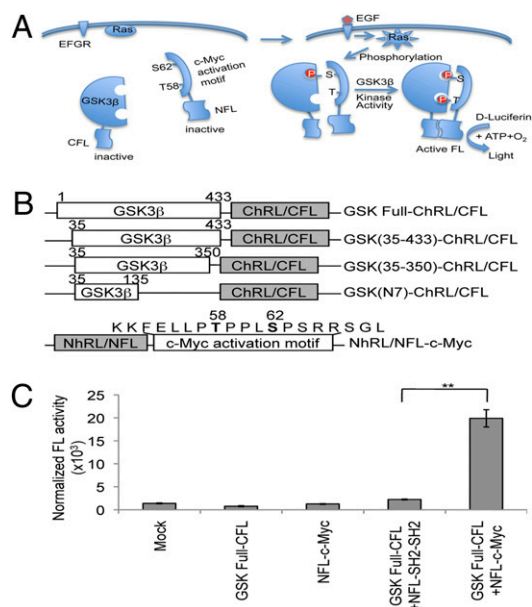 A
EFGR
Ras
EGF
Ras
Phosphorylation
S62
T58
c-Myc
activation
motif
GSK3β
NFL
inactive
CFL
inactive
P
S
T
GSK3β
Kinase
Activity
P
S
P
T
D-Luciferin
+ ATP+O2
Active FL
Light
B
1 433
GSK3β ChRL/CFL GSK Full-ChRL/CFL
35 433
GSK3β ChRL/CFL GSK(35-433)-ChRL/CFL
35 350
GSK3β ChRL/CFL GSK(35-350)-ChRL/CFL
35 135
GSK3β ChRL/CFL GSK(N7)-ChRL/CFL
58 62
K K F E L L P T P P L S P S R R S G L
NhRL/NFL c-Myc activation motif NhRL/NFL-c-Myc
C
Normalized FL activity
(x10³)
25
20
15
10
5
0
**
Mock
GSK Full-CFL
NFL-c-Myc
GSK Full-CFL
+NFL-SH2-SH2
GSK Full-CFL
+NFL-c-Myc